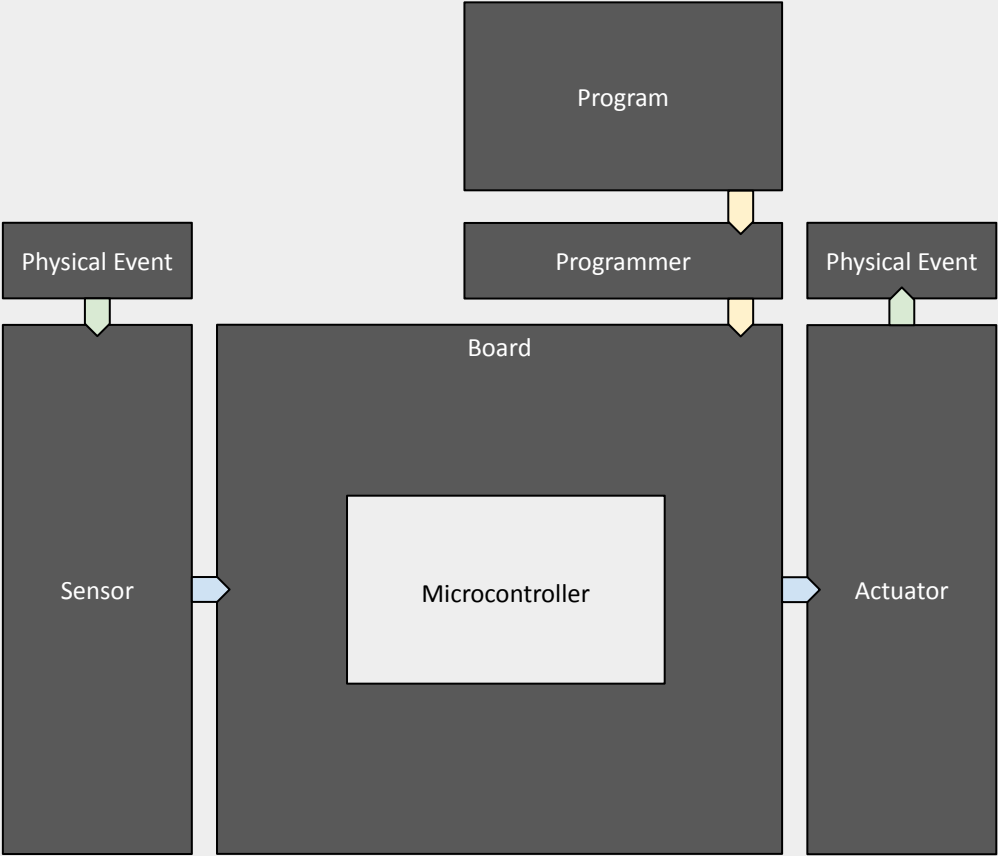 Program
Physical Event
Programmer
Physical Event
Board
Sensor
Microcontroller
Actuator